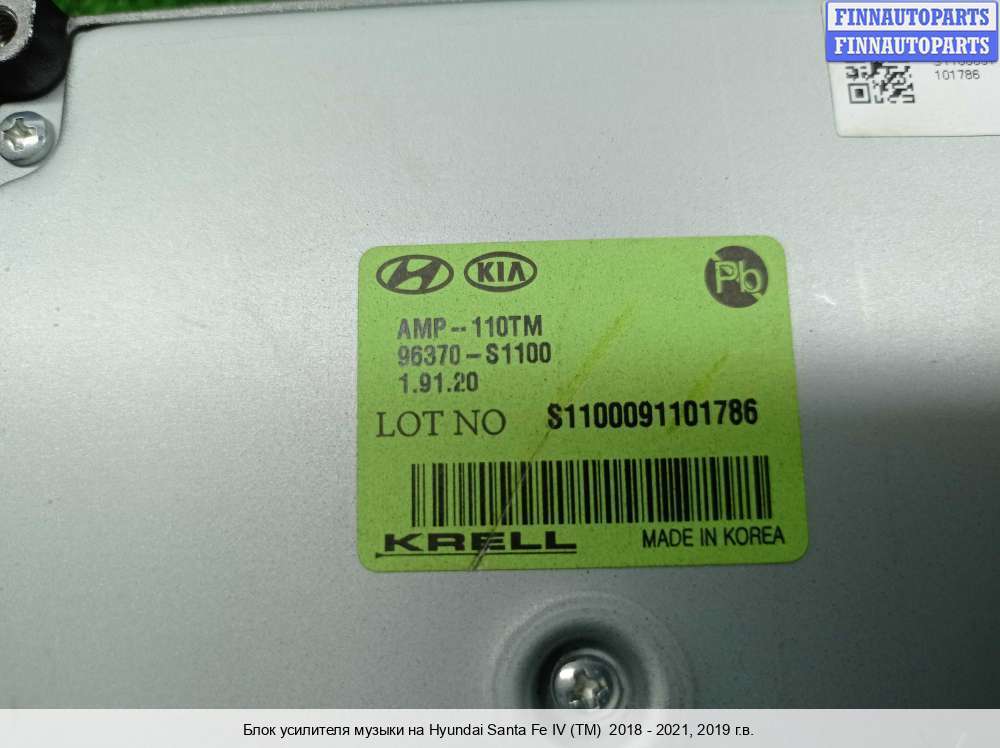 FINNAUTOPARTS
FINNAUTOPARTS
101786
KIA
Pb
AMP--110TM
96370-S1100
1.91.20
LOT NO S1100091101786
KRELL MADE IN KOREA
Блок усилителя музыки на Hyundai Santa Fe IV (TM) 2018 - 2021, 2019 г.в.